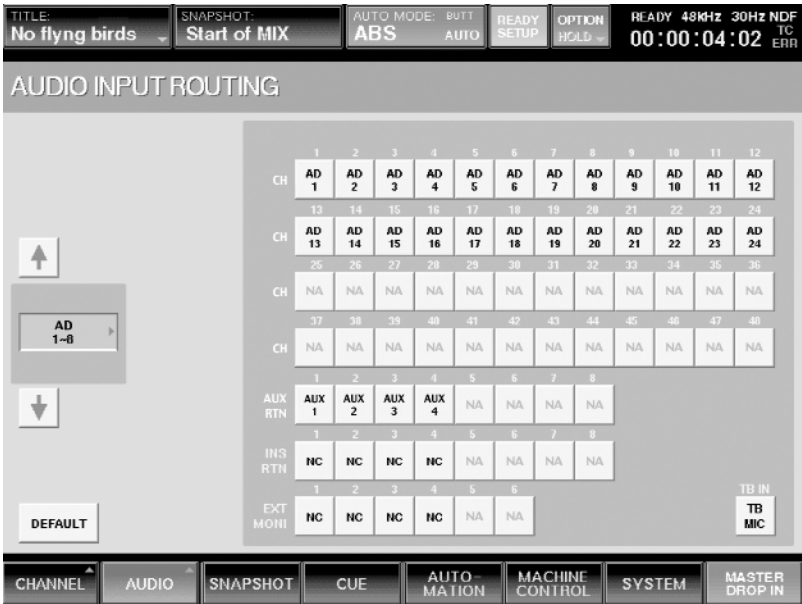 TITLE: SNAPSHOT: AUTO MODE: BUTT READY OPTION READY 48kHz 30Hz NDF
No flyng birds Start of MIX ABS AUTO SETUP HOLD 00:00:04:02 TC ERR
AUDIO INPUT ROUTING
1 2 3 4 5 6 7 8 9 10 11 12
CH AD 1 AD 2 AD 3 AD 4 AD 5 AD 6 AD 7 AD 8 AD 9 AD 10 AD 11 AD 12
13 14 15 16 17 18 19 20 21 22 23 24
CH AD 13 AD 14 AD 15 AD 16 AD 17 AD 18 AD 19 AD 20 AD 21 AD 22 AD 23 AD 24
25 26 27 28 29 30 31 32 33 34 35 36
CH NA NA NA NA NA NA NA NA NA NA NA NA
37 38 39 40 41 42 43 44 45 46 47 48
CH NA NA NA NA NA NA NA NA NA NA NA NA
AD
1~8
1 2 3 4 5 6 7 8
AUX RTN AUX 1 AUX 2 AUX 3 AUX 4 NA NA NA NA
1 2 3 4 5 6 7 8
INS RTN NC NC NC NC NA NA NA NA
1 2 3 4 5 6 TB IN
EXT MONI NC NC NC NC NA NA TB MIC
DEFAULT
CHANNEL AUDIO SNAPSHOT CUE AUTO-MATION MACHINE CONTROL SYSTEM MASTER DROP IN